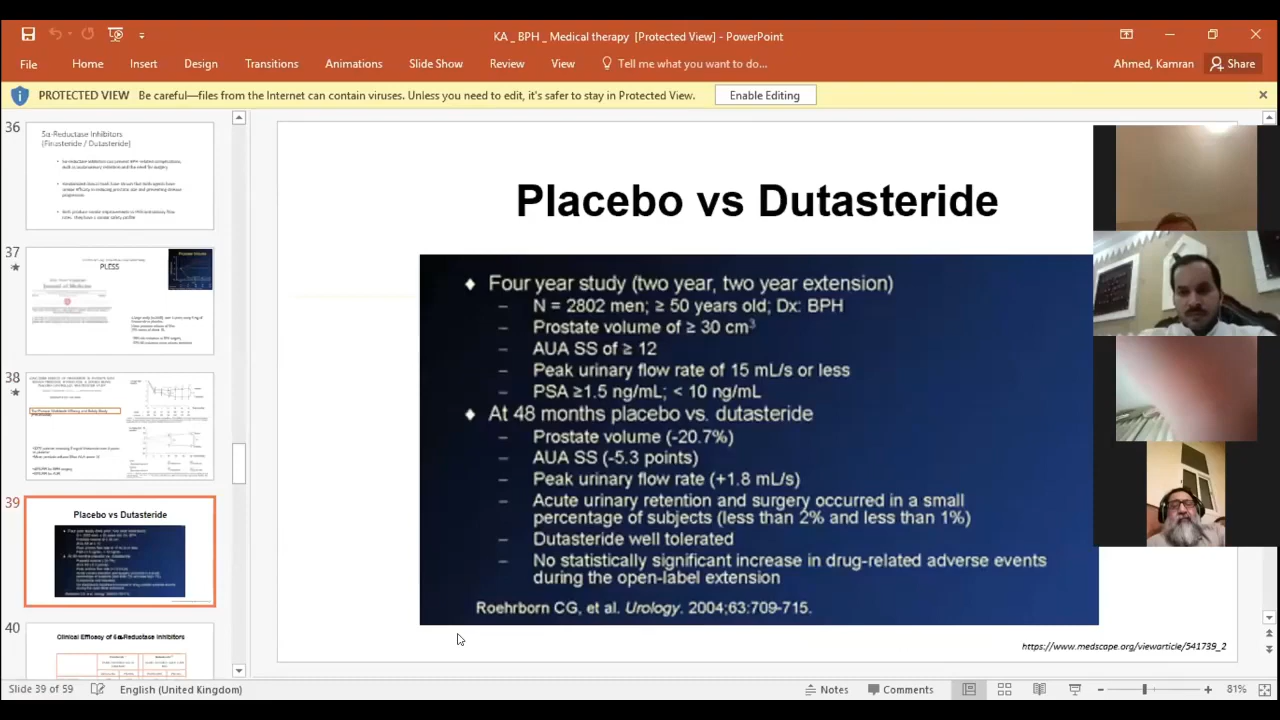 KA _ BPH _ Medical therapy [Protected View] - PowerPoint
File Home Insert Design Transitions Animations Slide Show Review View Tell me what you want to do... Ahmed, Kamran Share
PROTECTED VIEW Be careful—files from the Internet can contain viruses. Unless you need to edit, it's safer to stay in Protected View. Enable Editing
36
5α-Reductase Inhibitors
(Finasteride / Dutasteride)
37
PLESS
38
39
Placebo vs Dutasteride
40
Clinical Efficacy of 5α-Reductase Inhibitors
Placebo vs Dutasteride
♦ Four year study (two year, two year extension)
– N = 2802 men; ≥ 50 years old; Dx: BPH
– Prostate volume of ≥ 30 cm³
– AUA SS of ≥ 12
– Peak urinary flow rate of 15 mL/s or less
– PSA ≥1.5 ng/mL; < 10 ng/mL
♦ At 48 months placebo vs. dutasteride
– Prostate volume (-20.7%)
– AUA SS (-5.3 points)
– Peak urinary flow rate (+1.8 mL/s)
– Acute urinary retention and surgery occurred in a small
percentage of subjects (less than 2% and less than 1%)
– Dutasteride well tolerated
– No statistically significant increase in drug-related adverse events
during the open-label extension
Roehrborn CG, et al. Urology. 2004;63:709-715.
https://www.medscape.org/viewarticle/541739_2
Slide 39 of 59 English (United Kingdom) Notes Comments 81%